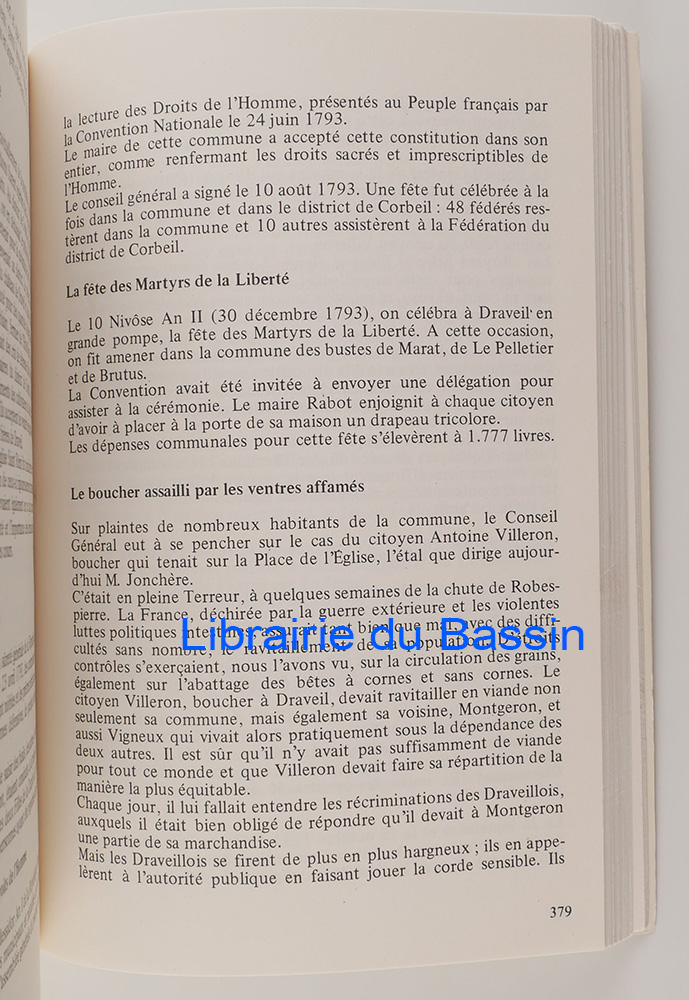 la lecture des Droits de l'Homme, présentés au Peuple français par
la Convention Nationale le 24 juin 1793.
Le maire de cette commune a accepté cette constitution dans son
entier, comme renfermant les droits sacrés et imprescriptibles de
l'Homme.
Le conseil général a signé le 10 août 1793. Une fête fut célébrée à la
fois dans la commune et dans le district de Corbeil : 48 fédérés res-
tèrent dans la commune et 10 autres assistèrent à la Fédération du
district de Corbeil.
La fête des Martyrs de la Liberté
Le 10 Nivôse An II (30 décembre 1793), on célébra à Draveil en
grande pompe, la fête des Martyrs de la Liberté. A cette occasion,
on fit amener dans la commune des bustes de Marat, de Le Pelletier
et de Brutus.
La Convention avait été invitée à envoyer une délégation pour
assister à la cérémonie. Le maire Rabot enjoignit à chaque citoyen
d'avoir à placer à la porte de sa maison un drapeau tricolore.
Les dépenses communales pour cette fête s'élevèrent à 1.777 livres.
Le boucher assailli par les ventres affamés
Sur plaintes de nombreux habitants de la commune, le Conseil
Général eut à se pencher sur le cas du citoyen Antoine Villeron,
boucher qui tenait sur la Place de l'Église, l'étal que dirige aujour-
d'hui M. Jonchère.
C'était en pleine Terreur, à quelques semaines de la chute de Robes-
pierre. La France, déchirée par la guerre extérieure et les violentes
luttes politiques intestines, assurait tant bien que mal, avec des diffi-
cultés sans nombre, le ravitaillement de sa population. D'étroits
contrôles s'exerçaient, nous l'avons vu, sur la circulation des grains,
également sur l'abattage des bêtes à cornes et sans cornes. Le
citoyen Villeron, boucher à Draveil, devait ravitailler en viande non
seulement sa commune, mais également sa voisine, Montgeron, et
aussi Vigneux qui vivait alors pratiquement sous la dépendance des
deux autres. Il est sûr qu'il n'y avait pas suffisamment de viande
pour tout ce monde et que Villeron devait faire sa répartition de la
manière la plus équitable.
Chaque jour, il lui fallait entendre les récriminations des Draveillois,
auxquels il était bien obligé de répondre qu'il devait à Montgeron
une partie de sa marchandise.
Mais les Draveillois se firent de plus en plus hargneux ; ils en appe-
lèrent à l'autorité publique en faisant jouer la corde sensible. Ils
379
Librairie du Bassin